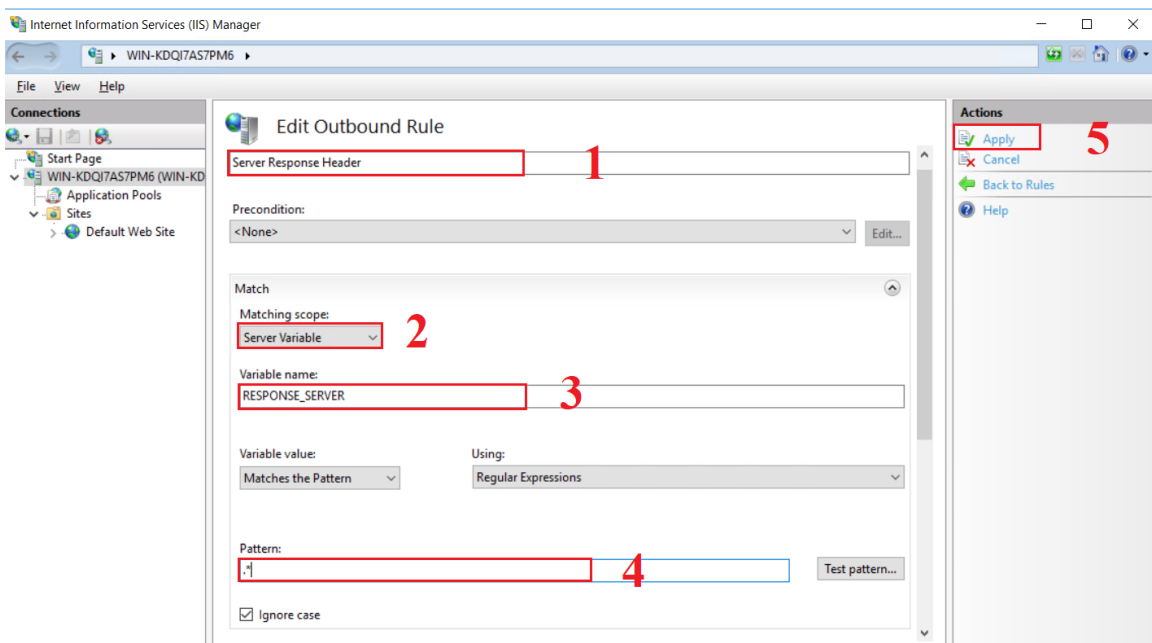 Internet Information Services (IIS) Manager
WIN-KDQI7AS7PM6
File View Help
Connections
Start Page
WIN-KDQI7AS7PM6 (WIN-KD
Application Pools
Sites
Default Web Site
Edit Outbound Rule
Server Response Header
1
Precondition:
<None>
Edit...
Match
Matching scope:
Server Variable
2
Variable name:
RESPONSE_SERVER
3
Variable value: Using:
Matches the Pattern Regular Expressions
Pattern:
.*
4
Test pattern...
Ignore case
Actions
Apply
5
Cancel
Back to Rules
Help